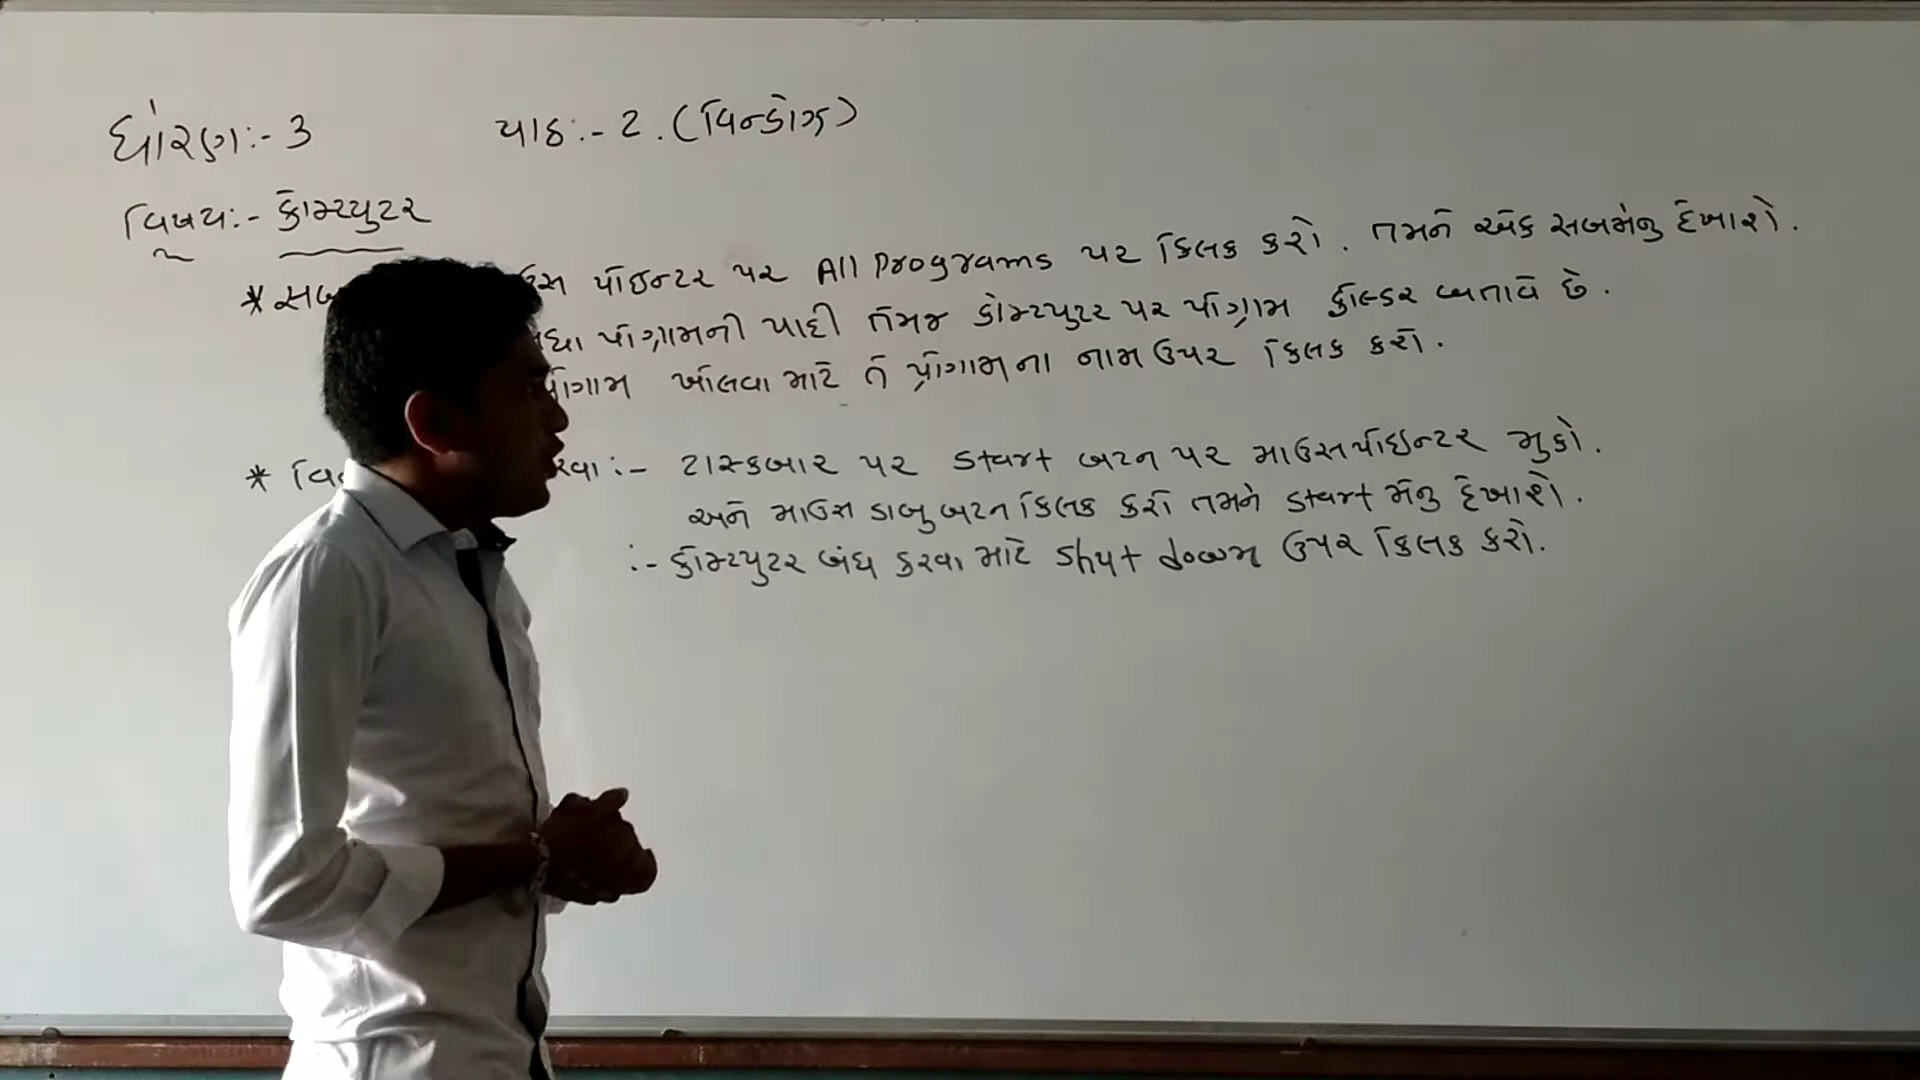 ધોરણ:- 3
પાઠ:- 2. (વિન્ડોઝ)
વિષય:- કોમ્પ્યુટર
* પોઇન્ટર પર All Programs પર ક્લિક કરો. તમને એક સબમેનુ દેખાશે.
પ્રોગ્રામની યાદી તેમજ કોમ્પ્યુટર પર પ્રોગ્રામ ફોલ્ડર બતાવે છે.
ખોલવા માટે તે પ્રોગામના નામ ઉપર ક્લિક કરો.
* :- ટાસ્કબાર પર start બટન પર માઉસપોઇન્ટર મુકો.
અને માઉસ ડાબુ બટન ક્લિક કરો તમને start મેનુ દેખાશે.
:- કોમ્પ્યુટર બંધ કરવા માટે Shut down ઉપર ક્લિક કરો.